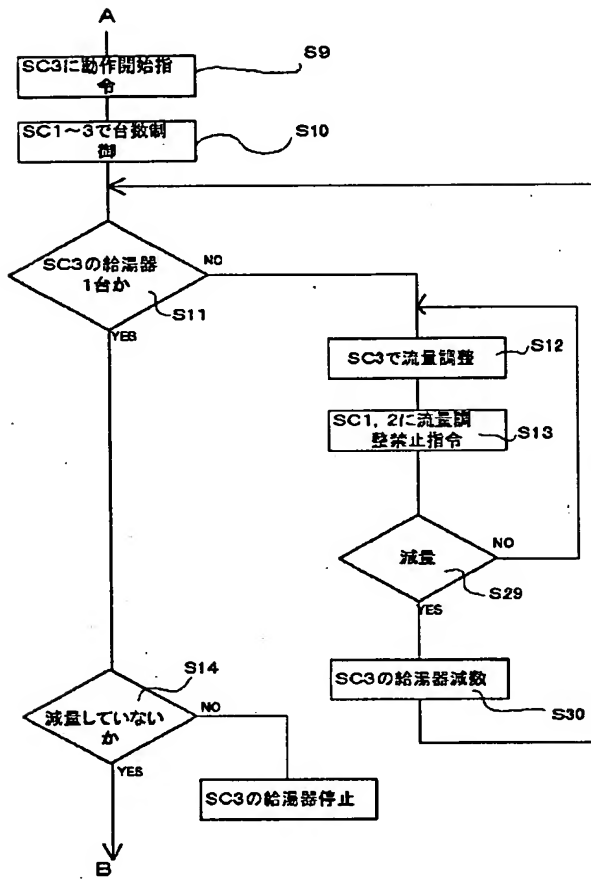 A
SC3に動作開始指
令
S9
SC1～3で台数制
御
S10
SC3の給湯器
1台か
S11
NO
YES
SC3で流量調整
S12
SC1, 2に流量調
整禁止指令
S13
減量
NO
S29
YES
SC3の給湯器減数
S30
S14
減量していない
か
NO
YES
SC3の給湯器停止
B